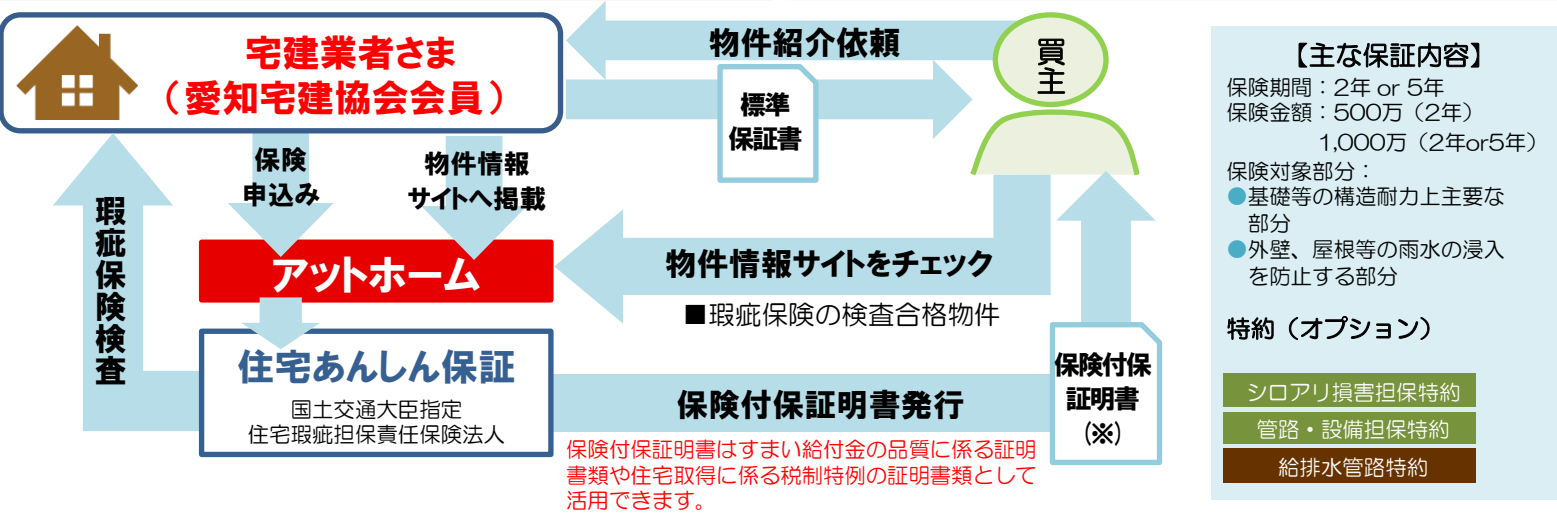 宅建業者さま
（愛知宅建協会会員）
物件紹介依頼
買主
標準
保証書
保険
申込み
物件情報
サイトへ掲載
瑕疵保険検査
アットホーム
物件情報サイトをチェック
■瑕疵保険の検査合格物件
住宅あんしん保証
国土交通大臣指定
住宅瑕疵担保責任保険法人
保険付保証明書発行
保険付保
証明書
（※）
保険付保証明書はすまい給付金の品質に係る証明
書類や住宅取得に係る税制特例の証明書類として
活用できます。
【主な保証内容】
保険期間：2年 or 5年
保険金額：500万（2年）
1,000万（2年or5年）
保険対象部分：
●基礎等の構造耐力上主要な
部分
●外壁、屋根等の雨水の浸入
を防止する部分
特約（オプション）
シロアリ損害担保特約
管路・設備担保特約
給排水管路特約